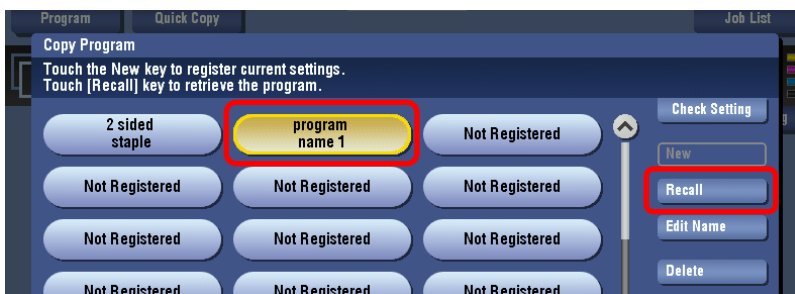 Program
Quick Copy
Job List
Copy Program
Touch the New key to register current settings.
Touch [Recall] key to retrieve the program.
Check Setting
2 sided
staple
program
name 1
Not Registered
New
Not Registered
Not Registered
Not Registered
Recall
Not Registered
Not Registered
Not Registered
Edit Name
Not Registered
Not Registered
Not Registered
Delete